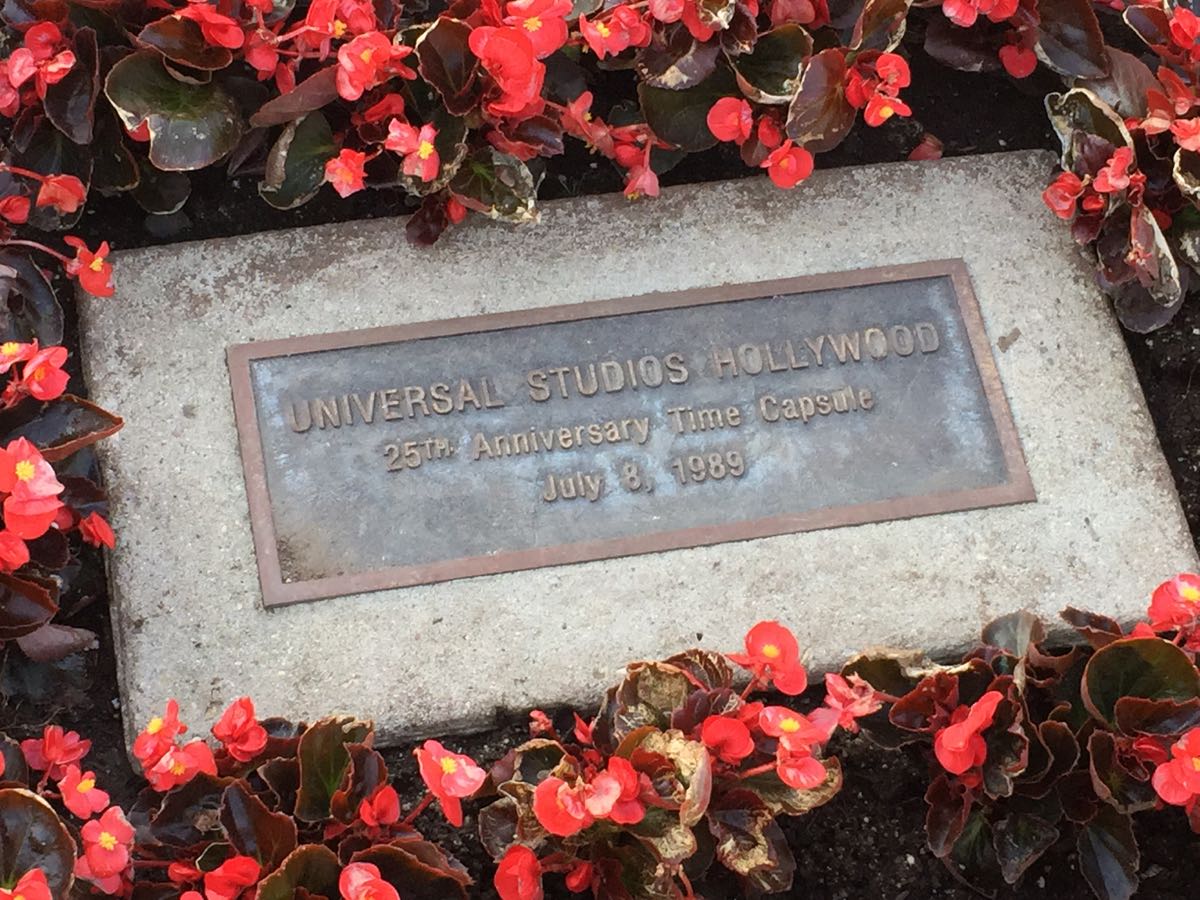 UNIVERSAL STUDIOS HOLLYWOOD
25TH. Anniversary Time Capsule
July 8, 1989